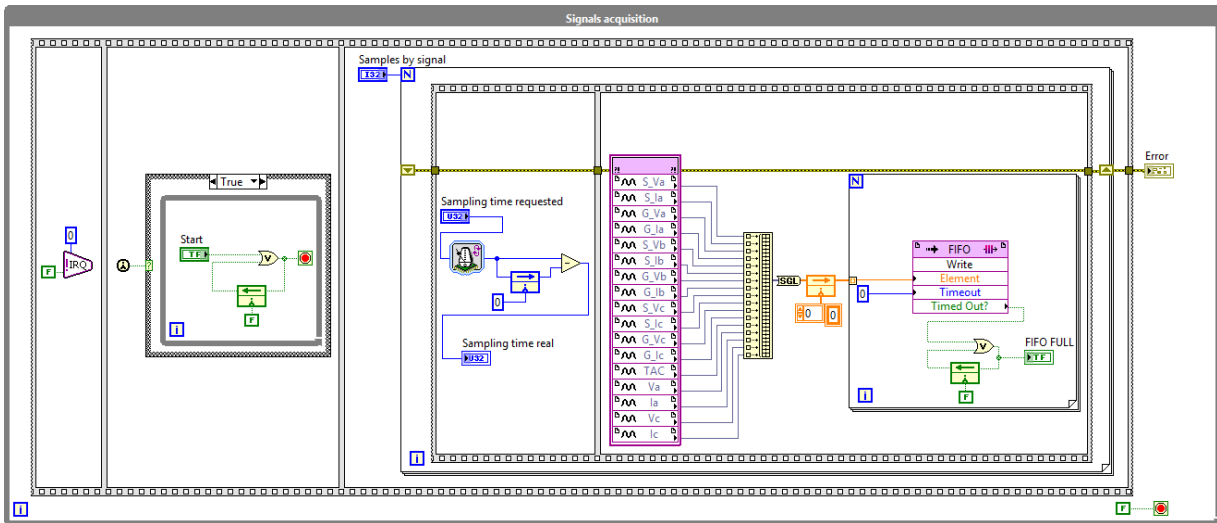 Signals acquisition
Samples by signal
I32
N
Error
True
Sampling time requested
U32
Start
TF
V
F
i
0
F
!IRQ
?
0
Sampling time real
U32
S_Va
S_Ia
G_Va
G_Ia
S_Vb
S_Ib
G_Vb
G_Ib
S_Vc
S_Ic
G_Vc
G_Ic
TAC
Va
Ia
Vc
Ic
SGL
0
0
N
0
FIFO
Write
Element
Timeout
Timed Out?
V
FIFO FULL
TF
F
i
i
i
F